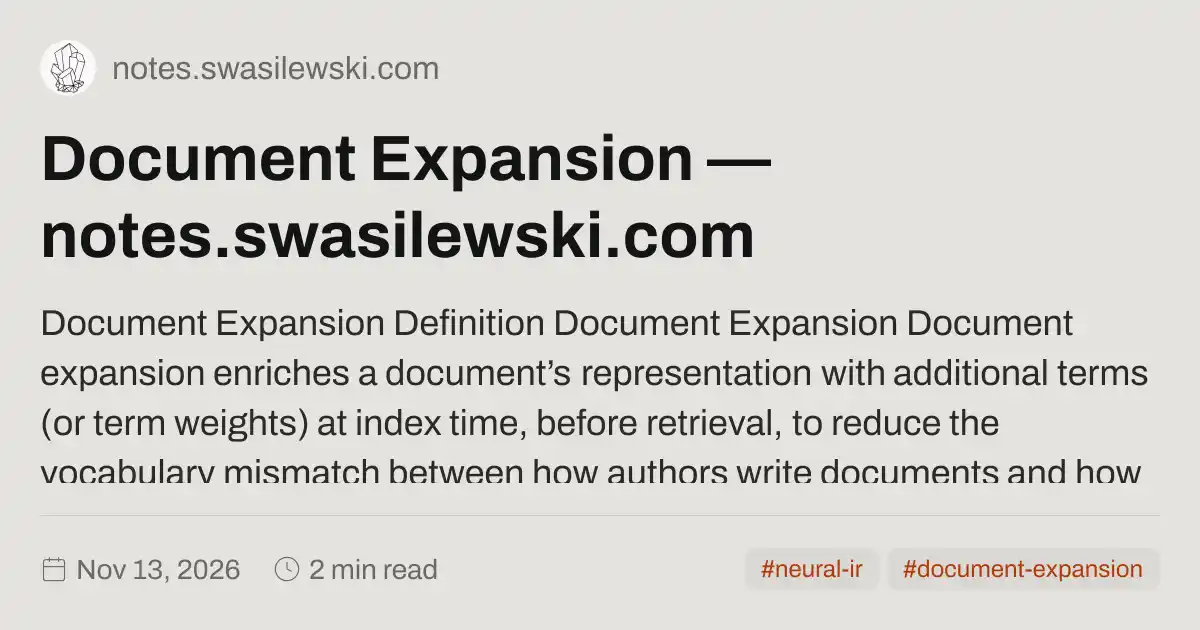 notes.swasilewski.com
Document Expansion —
notes.swasilewski.com
Document Expansion Definition Document Expansion Document
expansion enriches a document’s representation with additional terms
(or term weights) at index time, before retrieval, to reduce the
vocabulary mismatch between how authors write documents and how
Nov 13, 2026
2 min read
#neural-ir
#document-expansion